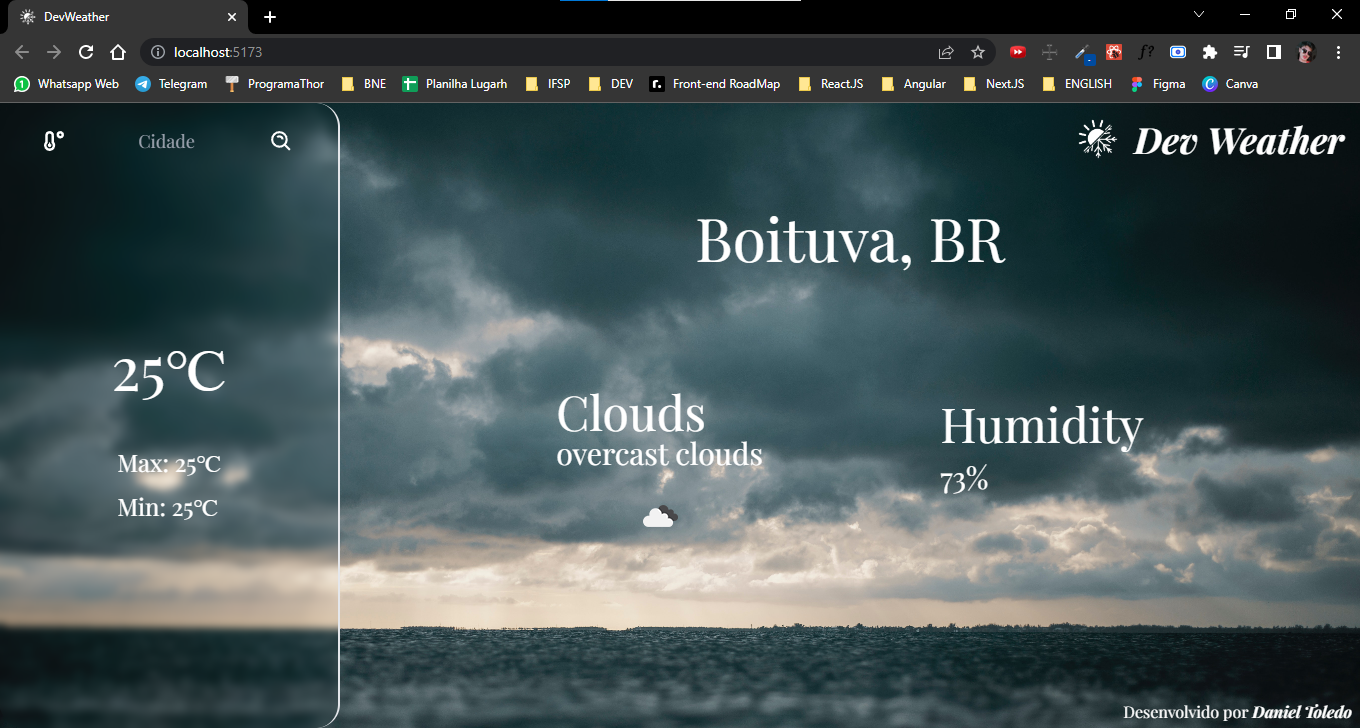 DevWeather
localhost:5173
Whatsapp Web Telegram ProgramaThor BNE Planilha Lugarh IFSP DEV Front-end RoadMap ReactJS Angular NextJS ENGLISH Figma Canva
Cidade
Dev Weather
Boituva, BR
25°C
Max: 25°C
Min: 25°C
Clouds
overcast clouds
Humidity
73%
Desenvolvido por Daniel Toledo